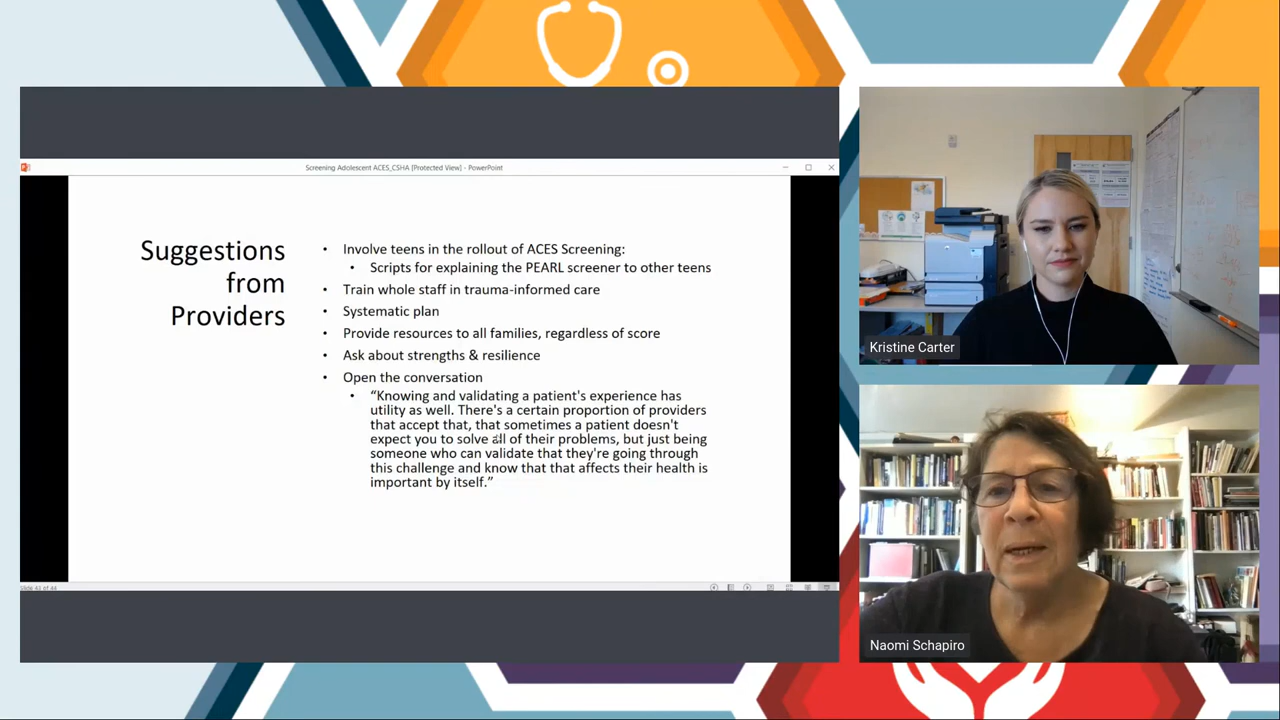 Screening Adolescent ACES_CSHA [Protected View] - PowerPoint
Suggestions
from
Providers
• Involve teens in the rollout of ACES Screening:
• Scripts for explaining the PEARL screener to other teens
• Train whole staff in trauma-informed care
• Systematic plan
• Provide resources to all families, regardless of score
• Ask about strengths & resilience
• Open the conversation
• “Knowing and validating a patient's experience has
utility as well. There's a certain proportion of providers
that accept that, that sometimes a patient doesn't
expect you to solve all of their problems, but just being
someone who can validate that they're going through
this challenge and know that that affects their health is
important by itself.”
Kristine Carter
Naomi Schapiro